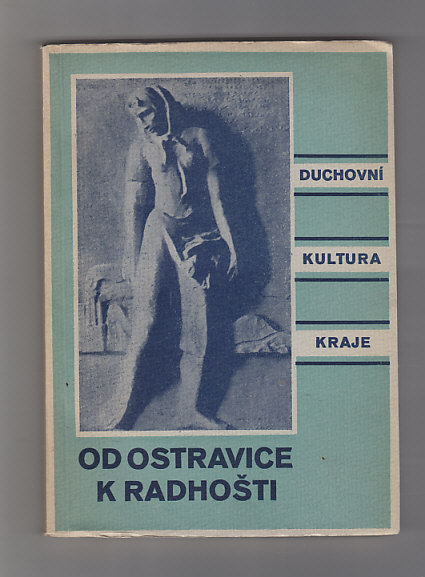 DUCHOVNÍ
KULTURA
KRAJE
OD OSTRAVICE
K RADHOŠTI